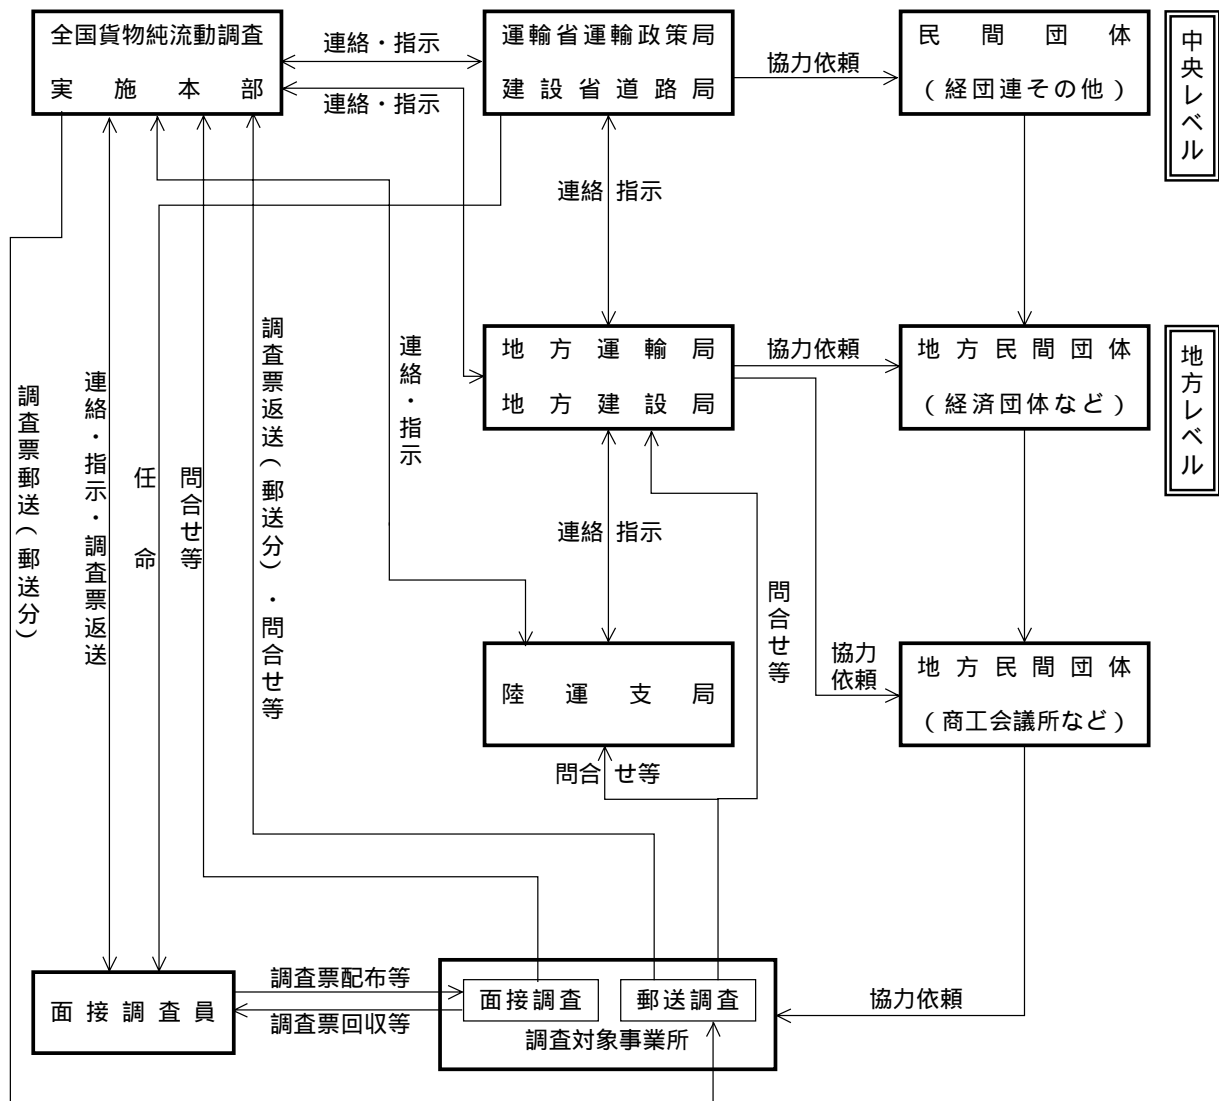 全国貨物純流動調査
実施本部
連絡・指示
連絡・指示
運輸省運輸政策局
建設省道路局
協力依頼
民間団体
(経団連その他)
中央レベル
連絡 指示
調査票郵送(郵送分)
連絡・指示・調査票返送
任命
問合せ等
調査票返送(郵送分)・問合せ等
連絡・指示
地方運輸局
地方建設局
協力依頼
地方民間団体
(経済団体など)
地方レベル
連絡 指示
問合せ等
協力
依頼
陸運支局
地方民間団体
(商工会議所など)
問合せ等
面接調査員
調査票配布等
調査票回収等
面接調査
郵送調査
調査対象事業所
協力依頼